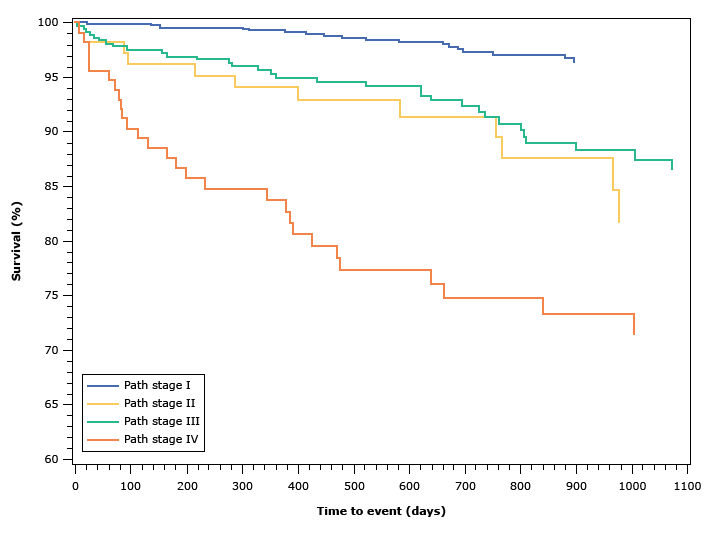 100
95
90
85
80
75
70
65
60
Survival (%)
Path stage I
Path stage II
Path stage III
Path stage IV
0 100 200 300 400 500 600 700 800 900 1000 1100
Time to event (days)